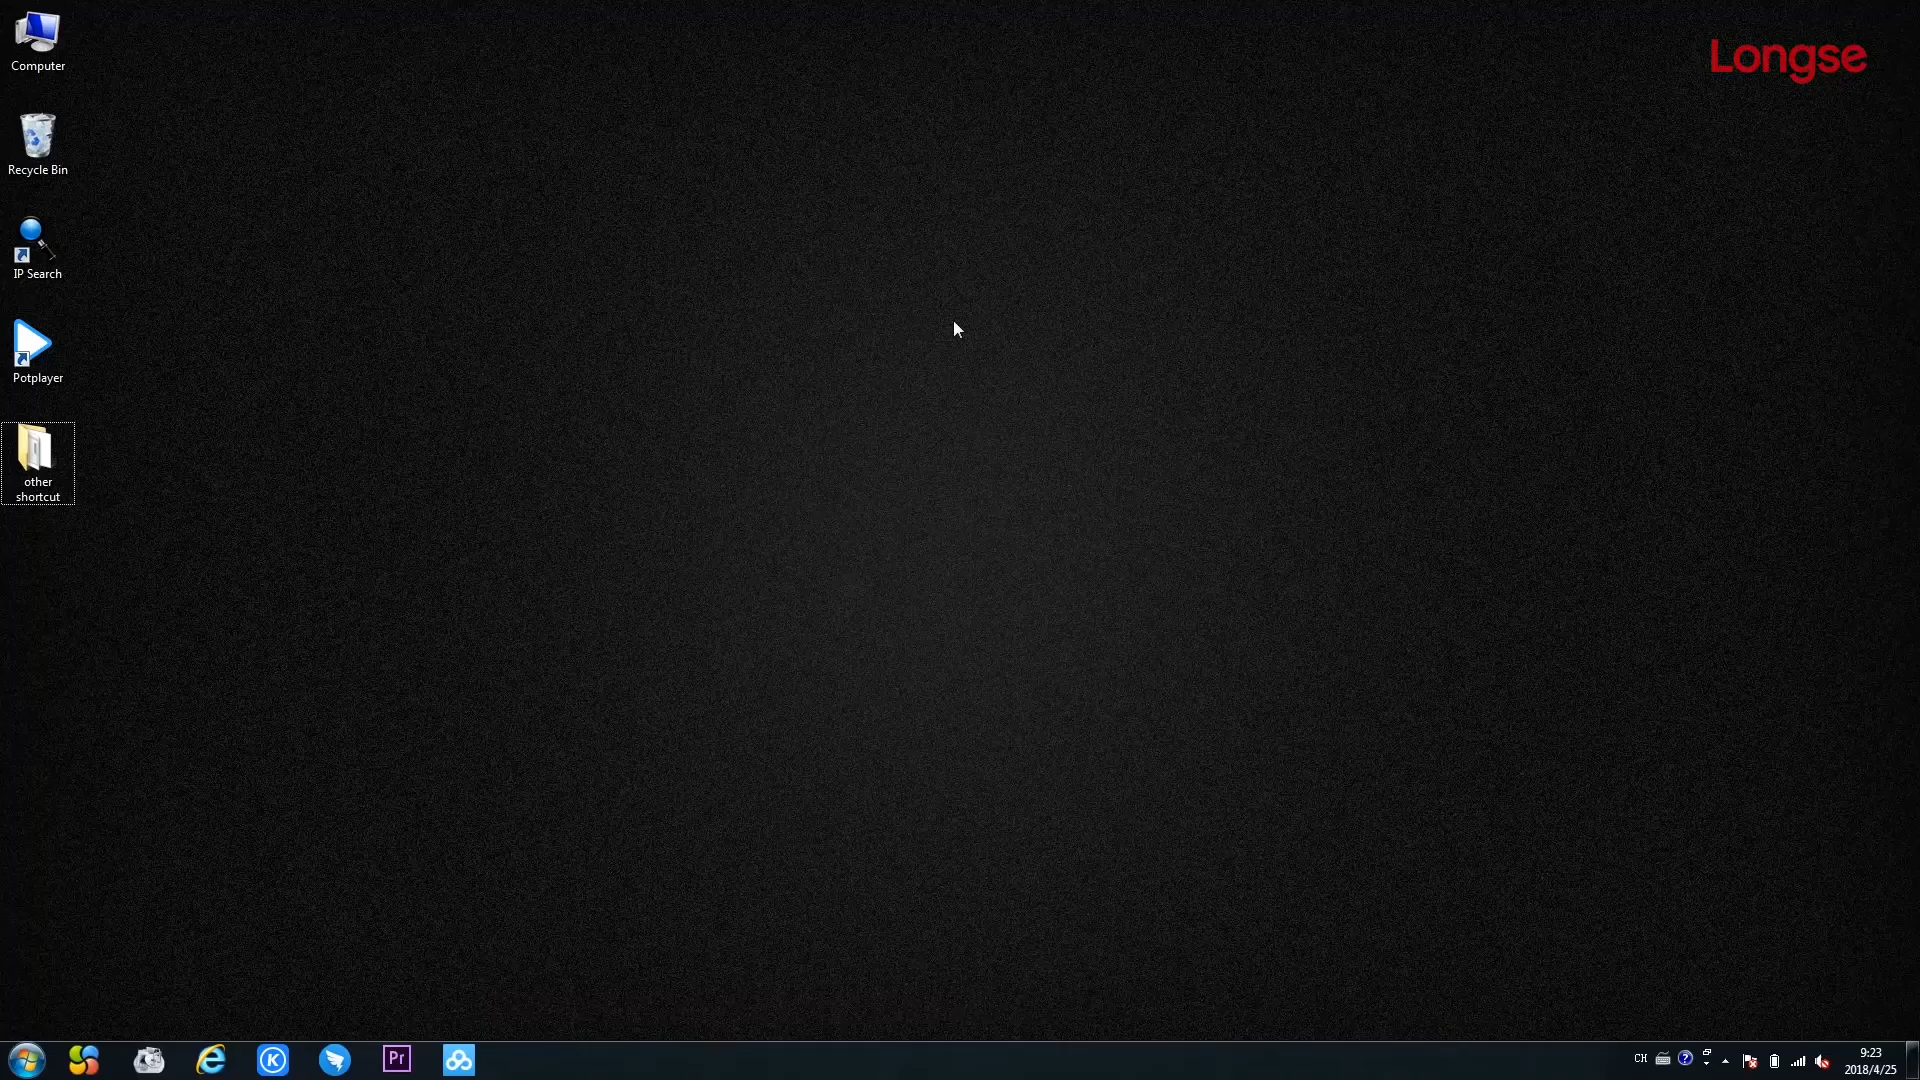 Computer
Longse
Recycle Bin
IP Search
Potplayer
other
shortcut
K
Pr
CH
?
9:23
2018/4/25